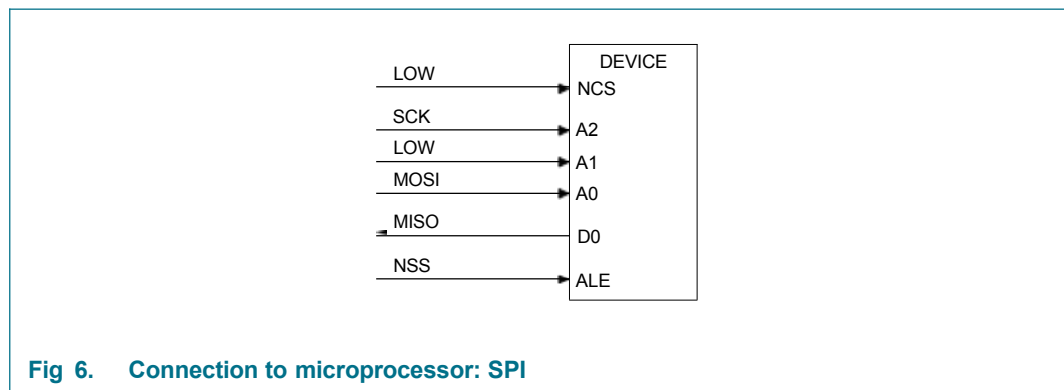 DEVICE
LOW
NCS
SCK
A2
LOW
A1
MOSI
A0
MISO
D0
NSS
ALE
Fig 6. Connection to microprocessor: SPI